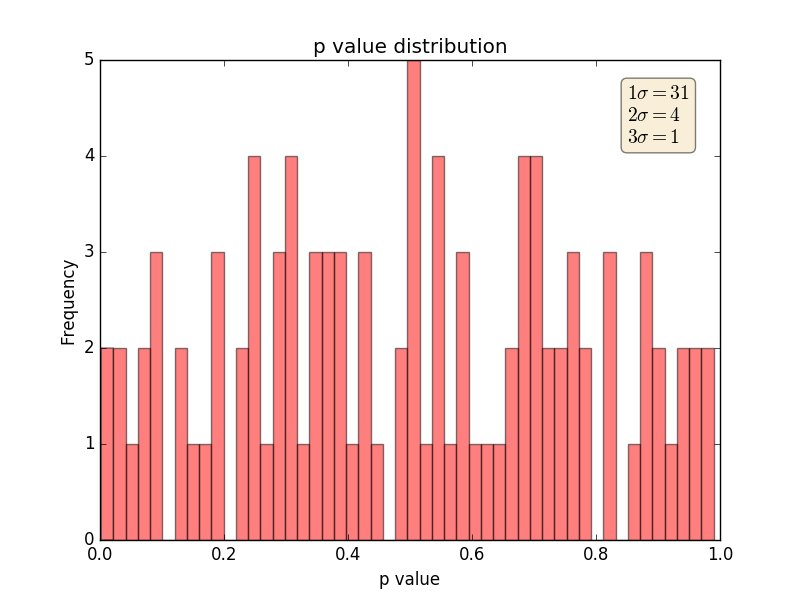 p value distribution
1σ = 31
2σ = 4
3σ = 1
Frequency
5
4
3
2
1
0
0.0 0.2 0.4 0.6 0.8 1.0
p value